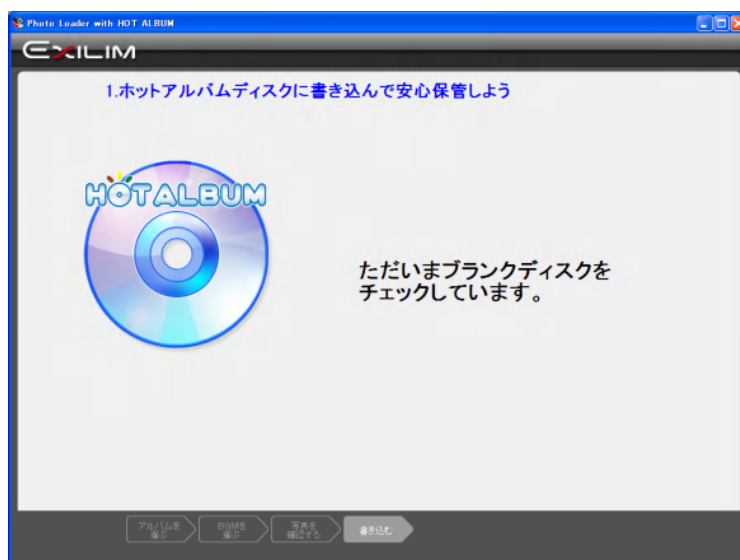 Photo Loader with HOT ALBUM
EXILIM
1.ホットアルバムディスクに書き込んで安心保管しよう
HOT ALBUM
ただいまブランクディスクを
チェックしています。
アルバムを
選ぶ
BGMを
選ぶ
写真を
確認する
書き込む